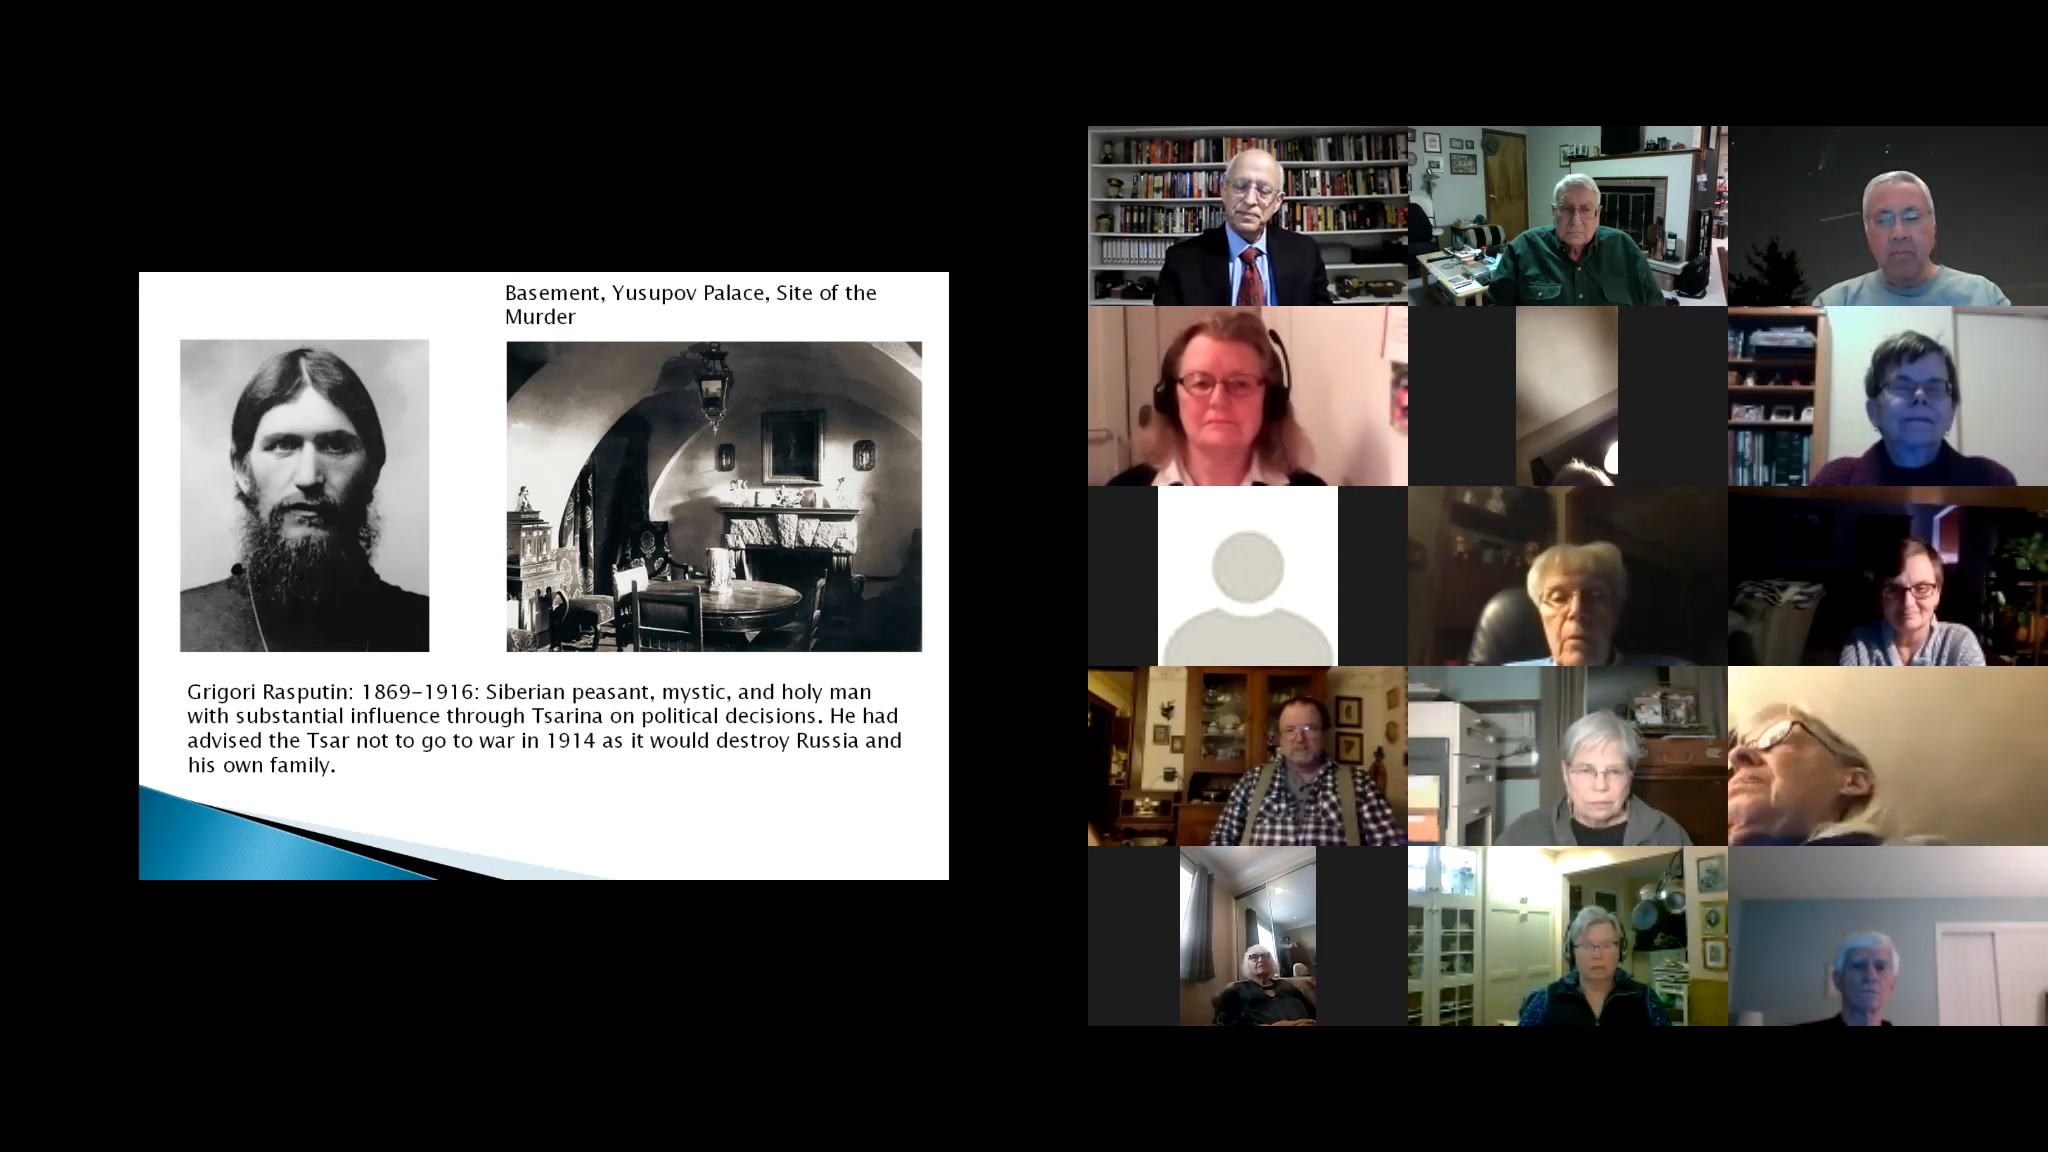 Basement, Yusupov Palace, Site of the
Murder
Grigori Rasputin: 1869–1916: Siberian peasant, mystic, and holy man
with substantial influence through Tsarina on political decisions. He had
advised the Tsar not to go to war in 1914 as it would destroy Russia and
his own family.